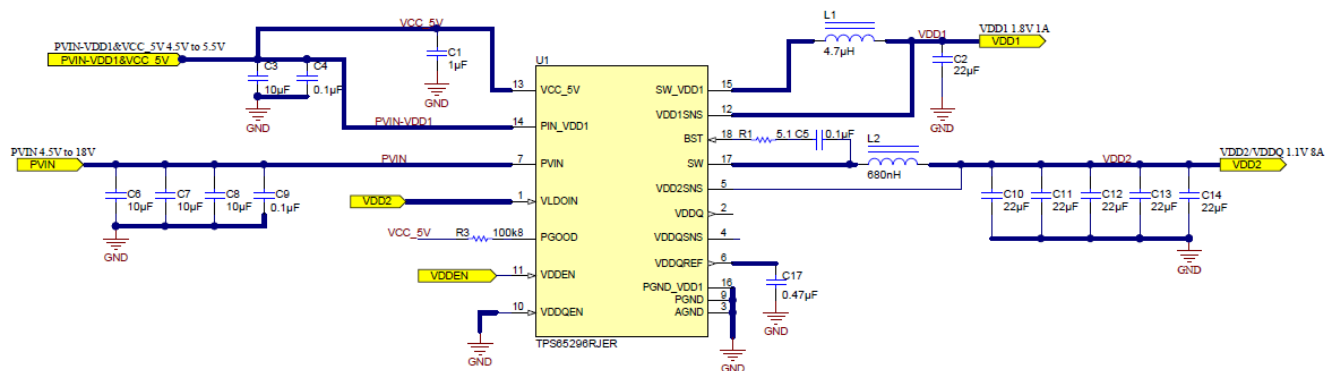 VCC_5V
PVIN-VDD1&VCC_5V 4.5V to 5.5V
PVIN-VDD1&VCC_5V
C1
1µF
GND
C3
10µF
C4
0.1µF
GND
L1
4.7µH
VDD1
VDD1 1.8V 1A
VDD1
C2
22µF
GND
U1
13 VCC_5V
SW_VDD1 15
VDD1SNS 12
PVIN-VDD1
14 PIN_VDD1
BST 18
R1 5.1 C5 0.1µF
PVIN 4.5V to 18V
PVIN
PVIN
7 PVIN
SW 17
L2
680nH
VDD2
VDD2/VDDQ 1.1V 8A
VDD2
C6
10µF
C7
10µF
C8
10µF
C9
0.1µF
GND
VDD2SNS 5
C10
22µF
C11
22µF
C12
22µF
C13
22µF
C14
22µF
GND
VDD2
1 VLDOIN
VDDQ 2
VCC_5V R3 100k8 PGOOD
VDDQSNS 4
VDDEN
11 VDDEN
VDDQREF 6
C17
0.47µF
GND
PGND_VDD1 16
PGND 9
AGND 3
10 VDDQEN
GND
GND
TPS65296RJER